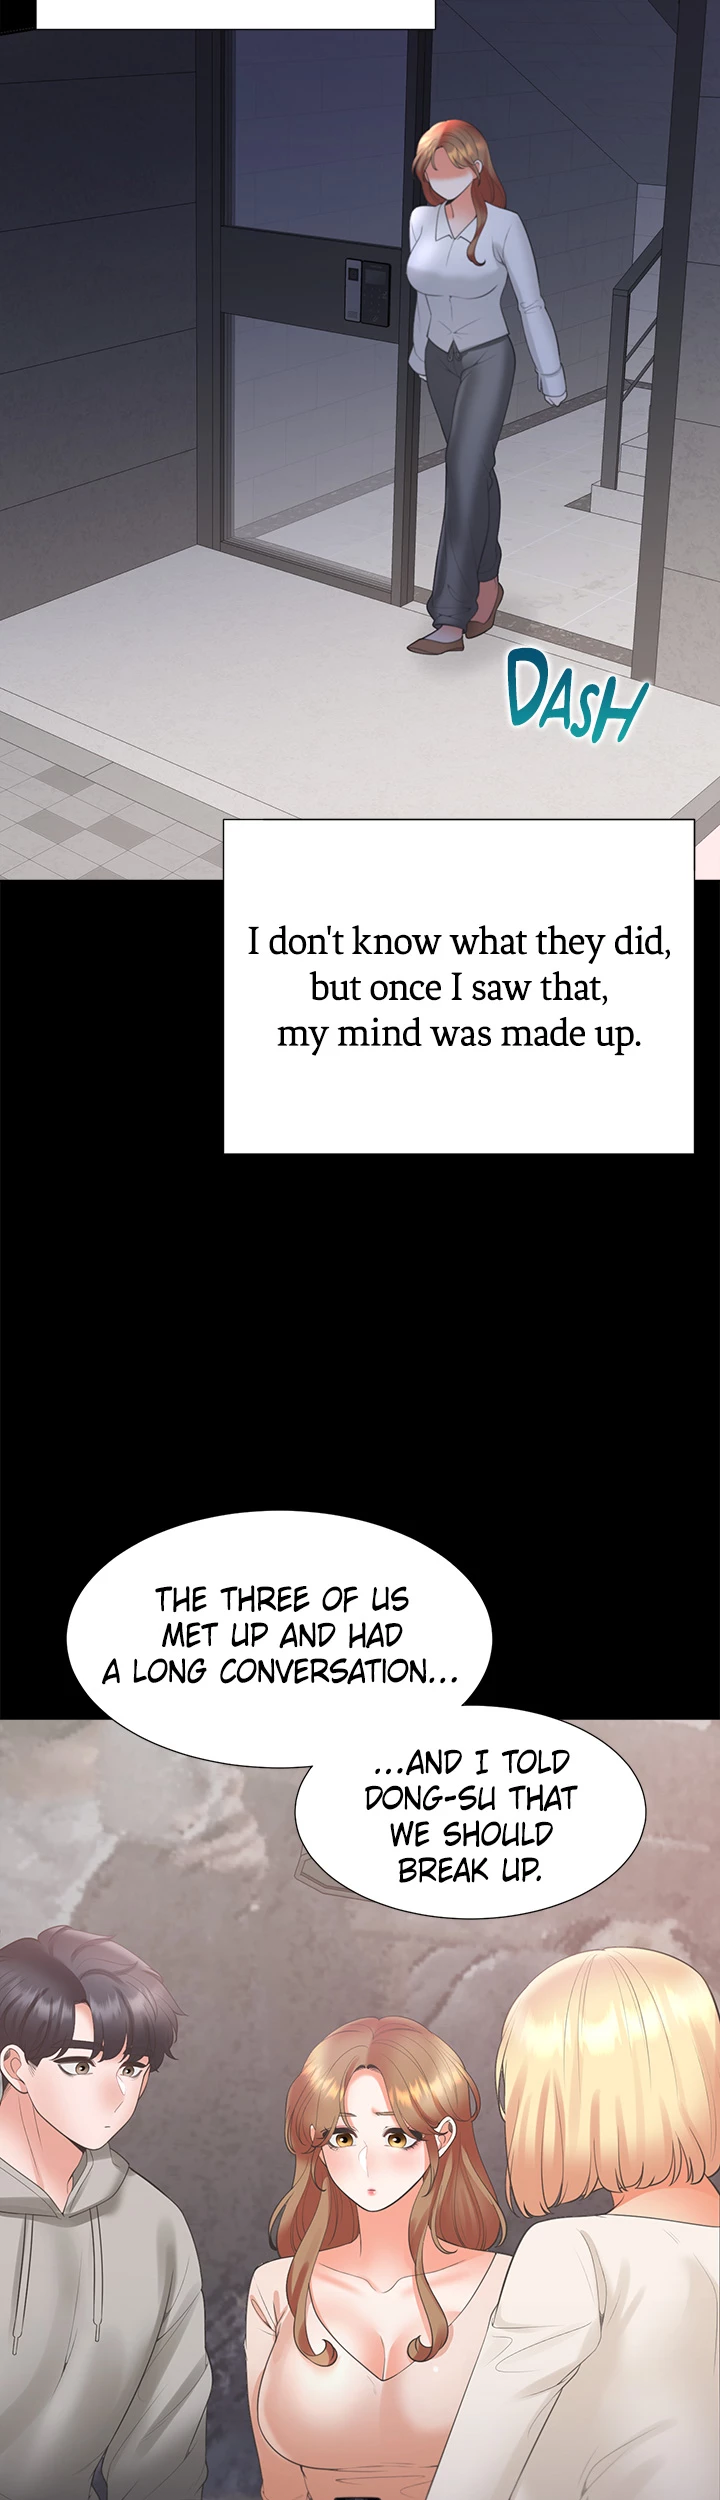 DASH
I don't know what they did,
but once I saw that,
my mind was made up.
THE THREE OF US
MET UP AND HAD
A LONG CONVERSATION...
...AND I TOLD
DONG-SU THAT
WE SHOULD
BREAK UP.